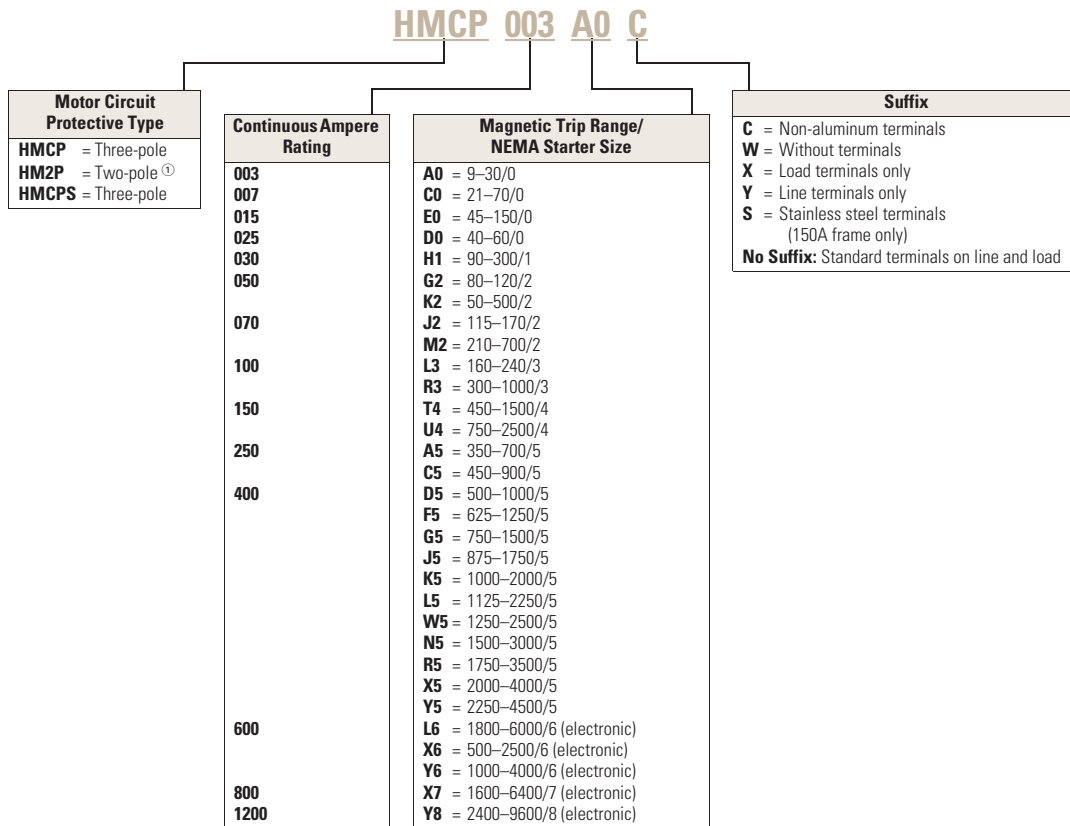 HMCP 003 A0 C
Motor Circuit
Protective Type
HMCP = Three-pole
HM2P = Two-pole ①
HMCPS = Three-pole
Continuous Ampere
Rating
003
007
015
025
030
050
070
100
150
250
400
600
800
1200
Magnetic Trip Range/
NEMA Starter Size
A0 = 9–30/0
C0 = 21–70/0
E0 = 45–150/0
D0 = 40–60/0
H1 = 90–300/1
G2 = 80–120/2
K2 = 50–500/2
J2 = 115–170/2
M2 = 210–700/2
L3 = 160–240/3
R3 = 300–1000/3
T4 = 450–1500/4
U4 = 750–2500/4
A5 = 350–700/5
C5 = 450–900/5
D5 = 500–1000/5
F5 = 625–1250/5
G5 = 750–1500/5
J5 = 875–1750/5
K5 = 1000–2000/5
L5 = 1125–2250/5
W5 = 1250–2500/5
N5 = 1500–3000/5
R5 = 1750–3500/5
X5 = 2000–4000/5
Y5 = 2250–4500/5
L6 = 1800–6000/6 (electronic)
X6 = 500–2500/6 (electronic)
Y6 = 1000–4000/6 (electronic)
X7 = 1600–6400/7 (electronic)
Y8 = 2400–9600/8 (electronic)
Suffix
C = Non-aluminum terminals
W = Without terminals
X = Load terminals only
Y = Line terminals only
S = Stainless steel terminals
(150A frame only)
No Suffix: Standard terminals on line and load